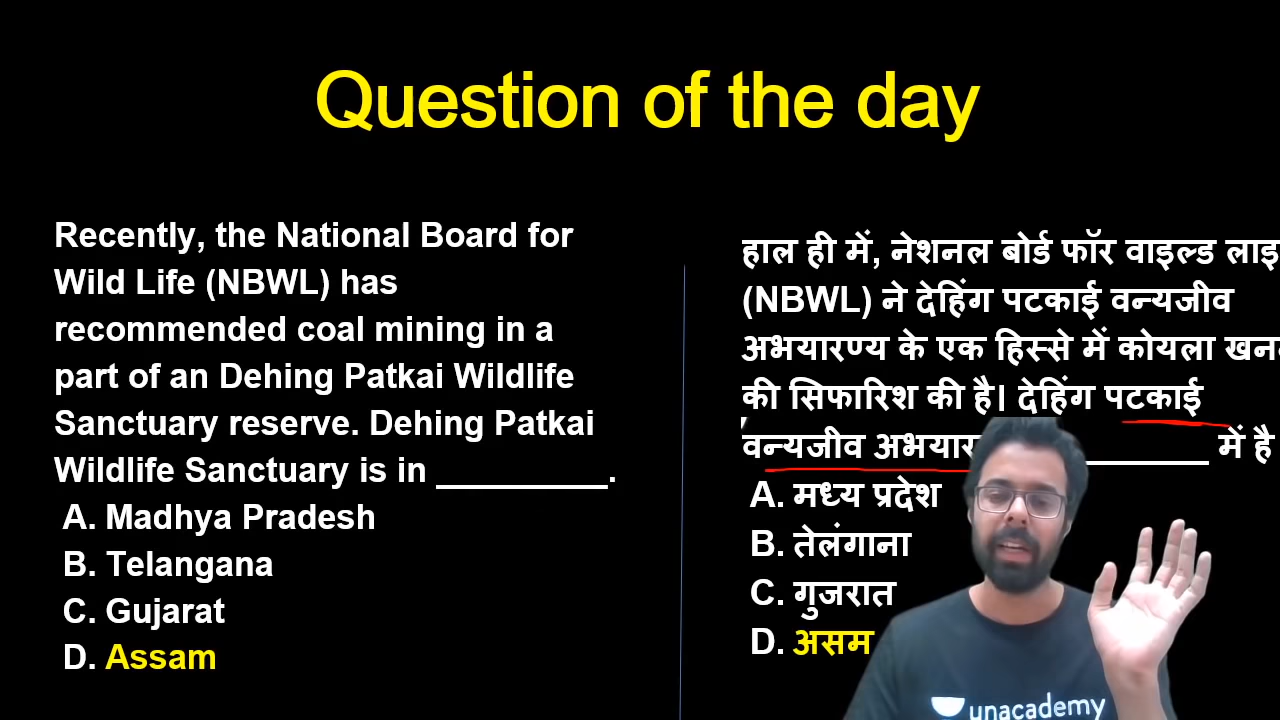 Question of the day
Recently, the National Board for
Wild Life (NBWL) has
recommended coal mining in a
part of an Dehing Patkai Wildlife
Sanctuary reserve. Dehing Patkai
Wildlife Sanctuary is in _________.
A. Madhya Pradesh
B. Telangana
C. Gujarat
D. Assam
हाल ही में, नेशनल बोर्ड फॉर वाइल्ड
(NBWL) ने देहिंग पटकाई वन्यजीव
अभयारण्य के एक हिस्से में कोयला
की सिफारिश की है। देहिंग पटकाई
वन्यजीव ______ में है
A. मध्य प्रदेश
B. तेलंगाना
C. गुजरात
D. असम
unacademy